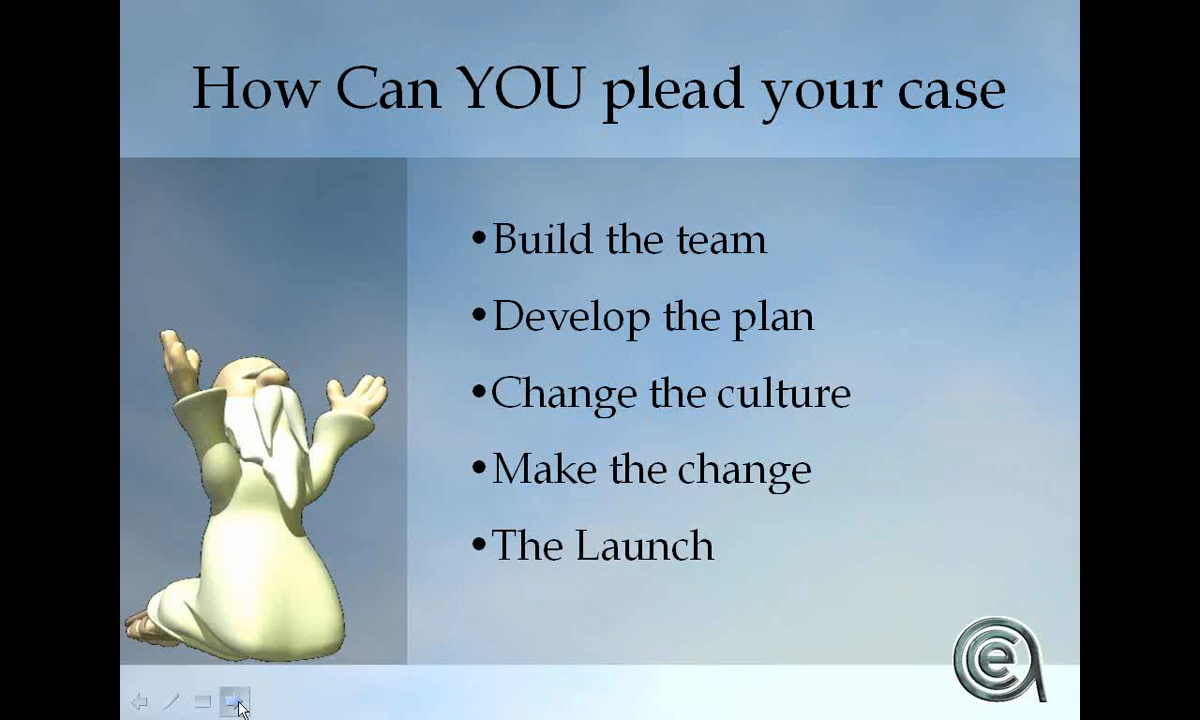 How Can YOU plead your case
•Build the team
•Develop the plan
•Change the culture
•Make the change
•The Launch